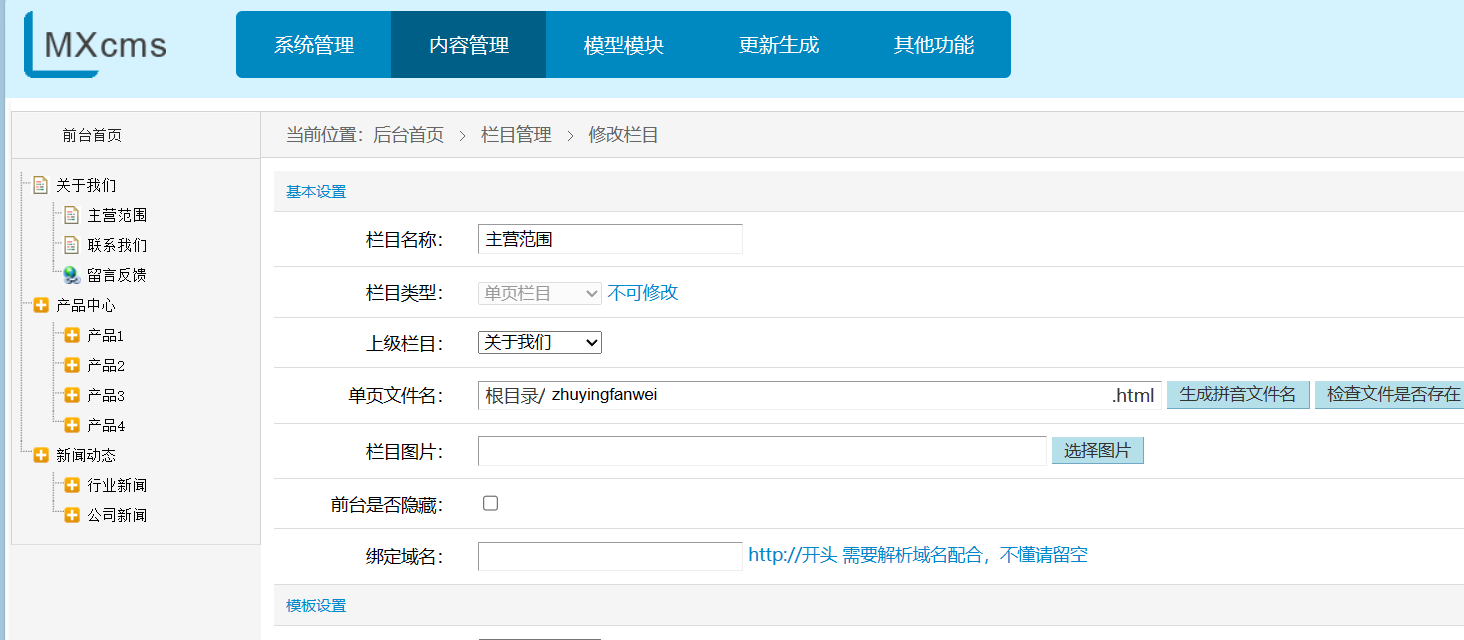 MXcms
系统管理 内容管理 模型模块 更新生成 其他功能
前台首页
关于我们
主营范围
联系我们
留言反馈
产品中心
产品1
产品2
产品3
产品4
新闻动态
行业新闻
公司新闻
当前位置：后台首页 > 栏目管理 > 修改栏目
基本设置
栏目名称： 主营范围
栏目类型： 单页栏目 不可修改
上级栏目： 关于我们
单页文件名： 根目录/ zhuyingfanwei .html 生成拼音文件名 检查文件是否存在
栏目图片： 选择图片
前台是否隐藏：
绑定域名： http://开头 需要解析域名配合，不懂请留空
模板设置